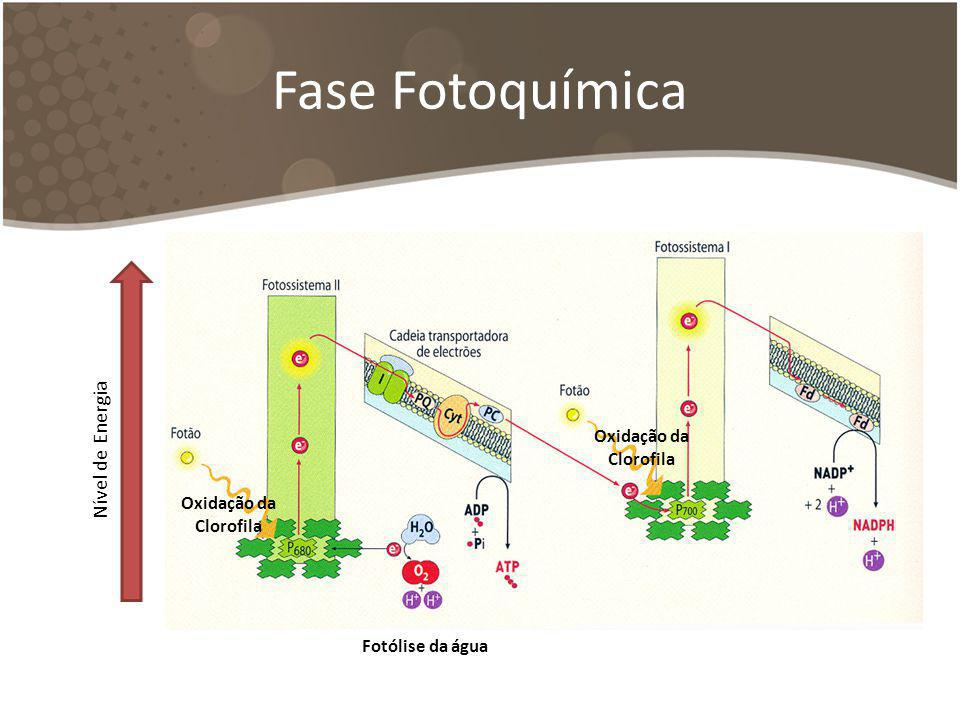 Fase Fotoquímica
Nível de Energia
Fotossistema II
e-
e-
Fotão
Oxidação da
Clorofila
P680
Cadeia transportadora
de electrões
I
PQ
Cyt
PC
e-
H2O
O2
+
H+ H+
ADP
+
Pi
ATP
Fotólise da água
Fotossistema I
e-
e-
Fotão
Oxidação da
Clorofila
e-
P700
Fd
Fd
NADP+
+
+ 2 H+
NADPH
+
H+